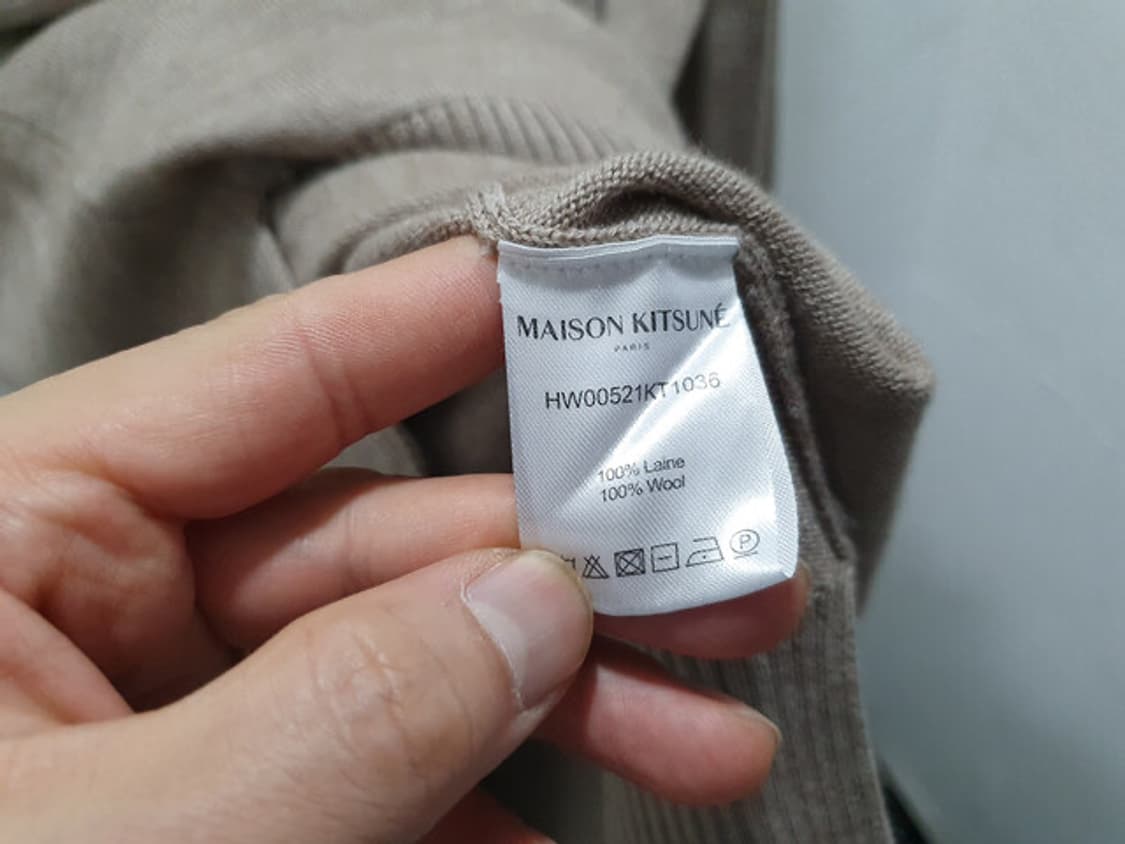 MAISON KITSUNÉ
PARIS
HW00521KT1036
100% Laine
100% Wool
P